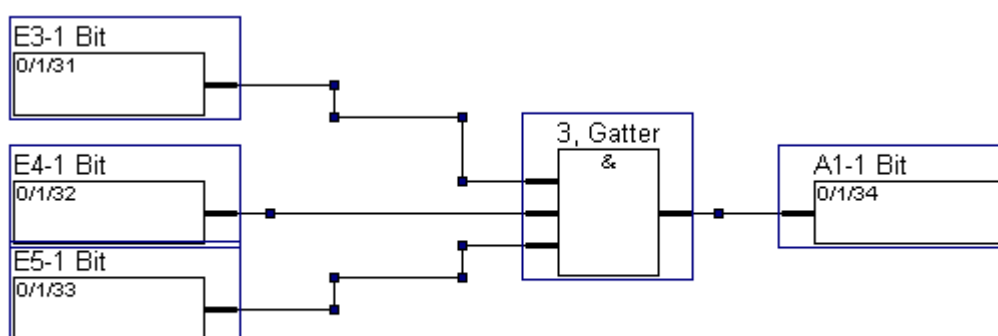 E3-1 Bit
0/1/31
E4-1 Bit
0/1/32
E5-1 Bit
0/1/33
3, Gatter
&
A1-1 Bit
0/1/34